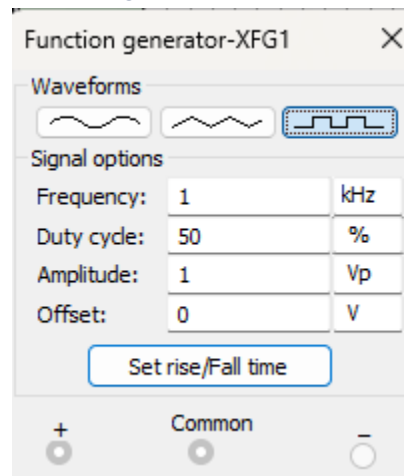 Function generator-XFG1
Waveforms
Signal options
Frequency: 1 kHz
Duty cycle: 50 %
Amplitude: 1 Vp
Offset: 0 V
Set rise/Fall time
+ Common -